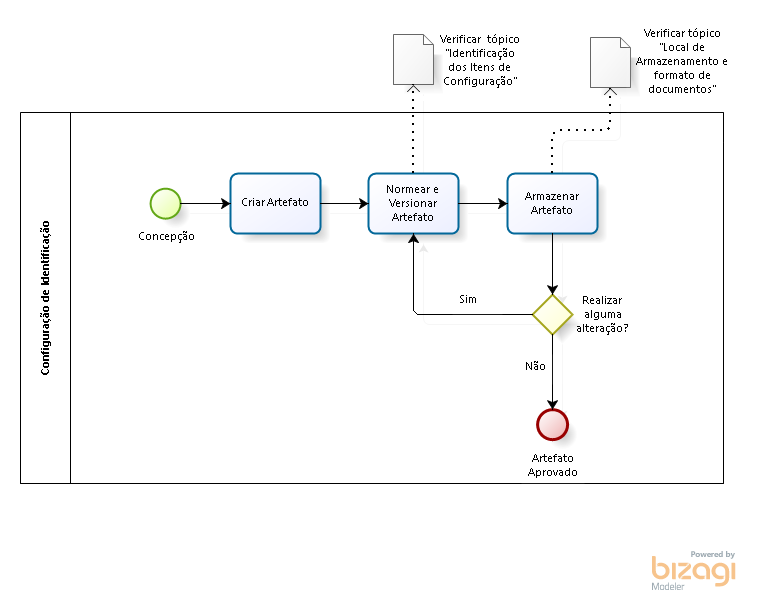 Verificar tópico
"Identificação
dos Itens de
Configuração"
Verificar tópico
"Local de
Armazenamento e
formato de
documentos"
Configuração de Identificação
Concepção
Criar Artefato
Normear e
Versionar
Artefato
Armazenar
Artefato
Sim
Realizar
alguma
alteração?
Não
Artefato
Aprovado
Powered by
bizagi
Modeler